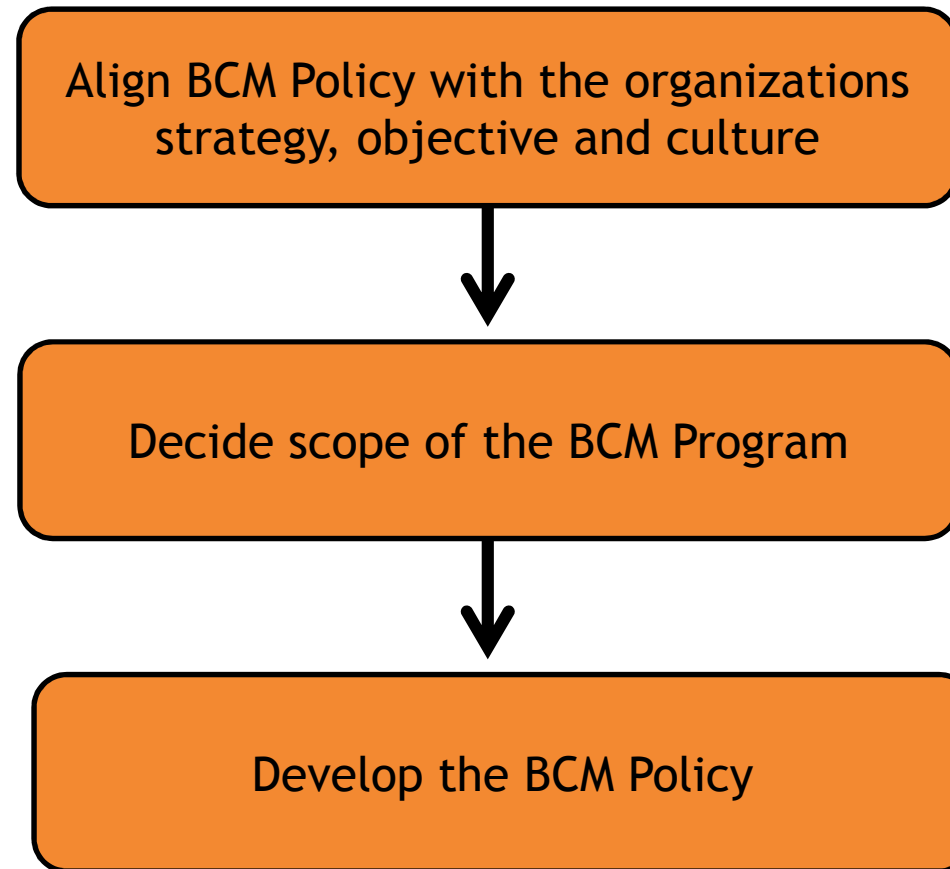 Align BCM Policy with the organizations
strategy, objective and culture
Decide scope of the BCM Program
Develop the BCM Policy